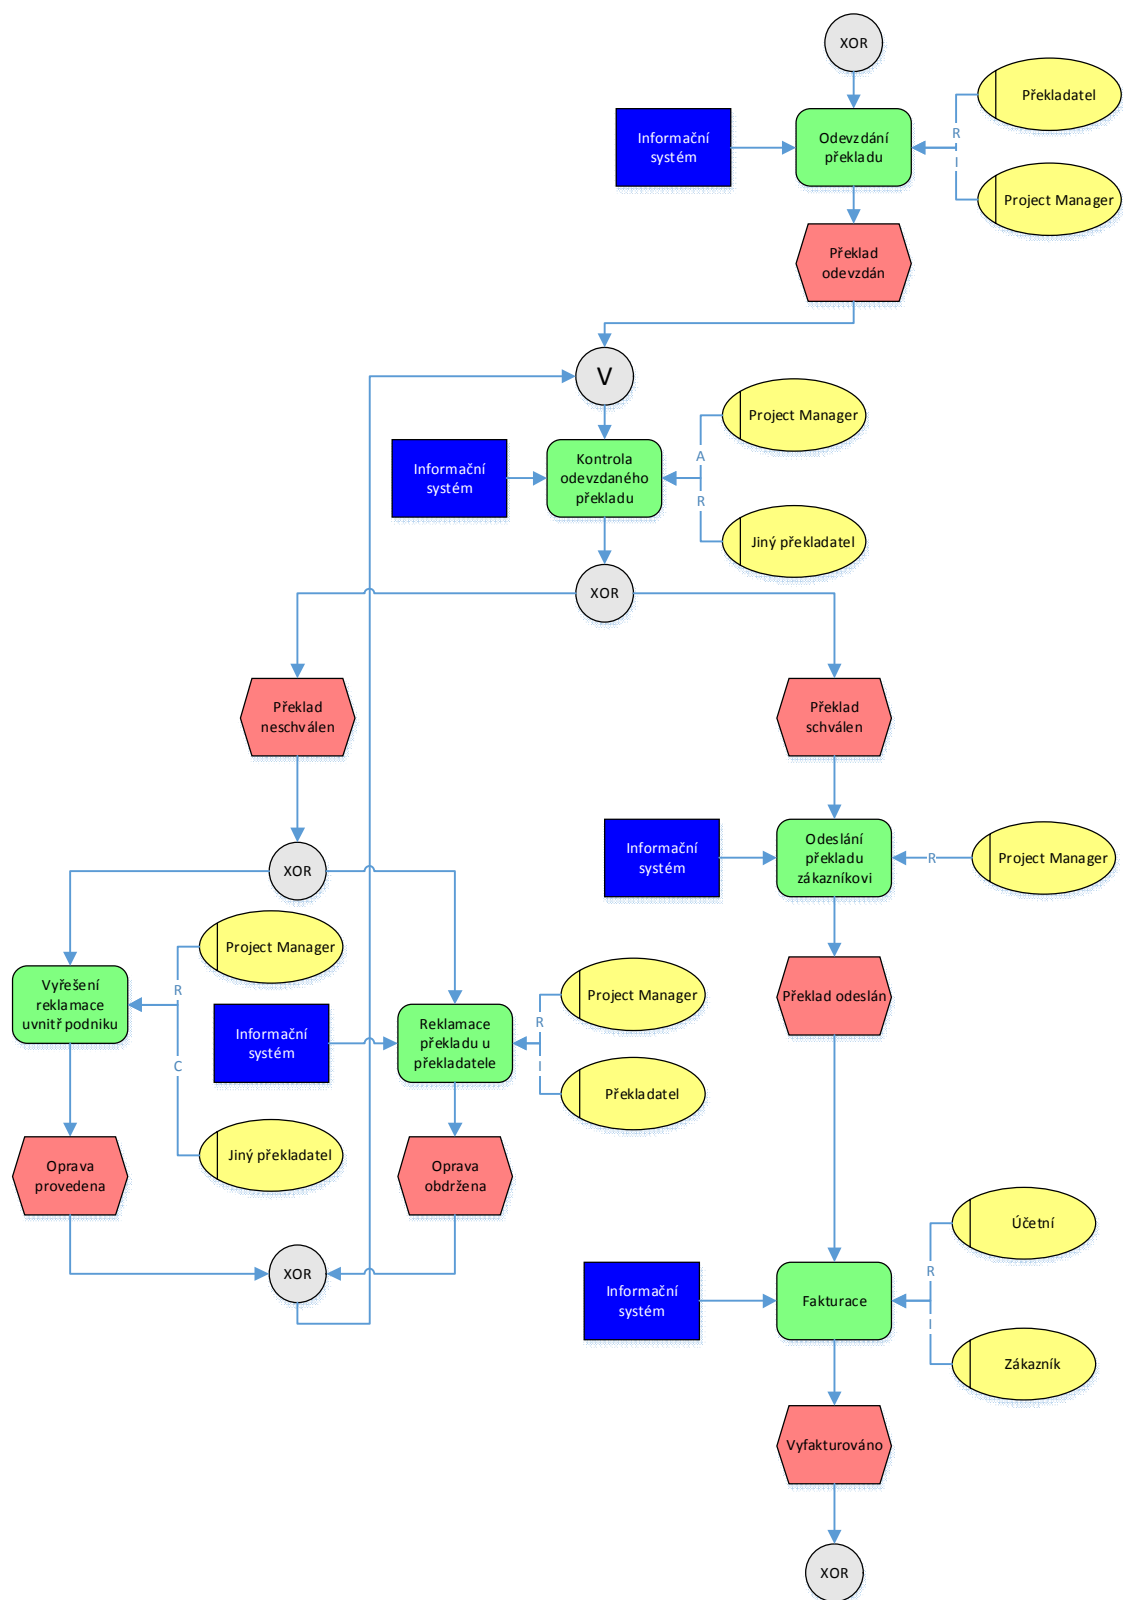 XOR
Překladatel
Informační
systém
Odevzdání
překladu
R
I
Project Manager
Překlad
odevzdán
V
Project Manager
Informační
systém
Kontrola
odevzdaného
překladu
A
R
Jiný překladatel
XOR
Překlad
neschválen
Překlad
schválen
Informační
systém
Odeslání
překladu
zákazníkovi
R
Project Manager
XOR
Project Manager
Vyřešení
reklamace
uvnitř podniku
R
C
Informační
systém
Reklamace
překladu u
překladatele
Project Manager
R
I
Překladatel
Překlad odeslán
Jiný překladatel
Oprava
provedena
Oprava
obdržena
XOR
Účetní
Informační
systém
Fakturace
R
I
Zákazník
Vyfakturováno
XOR